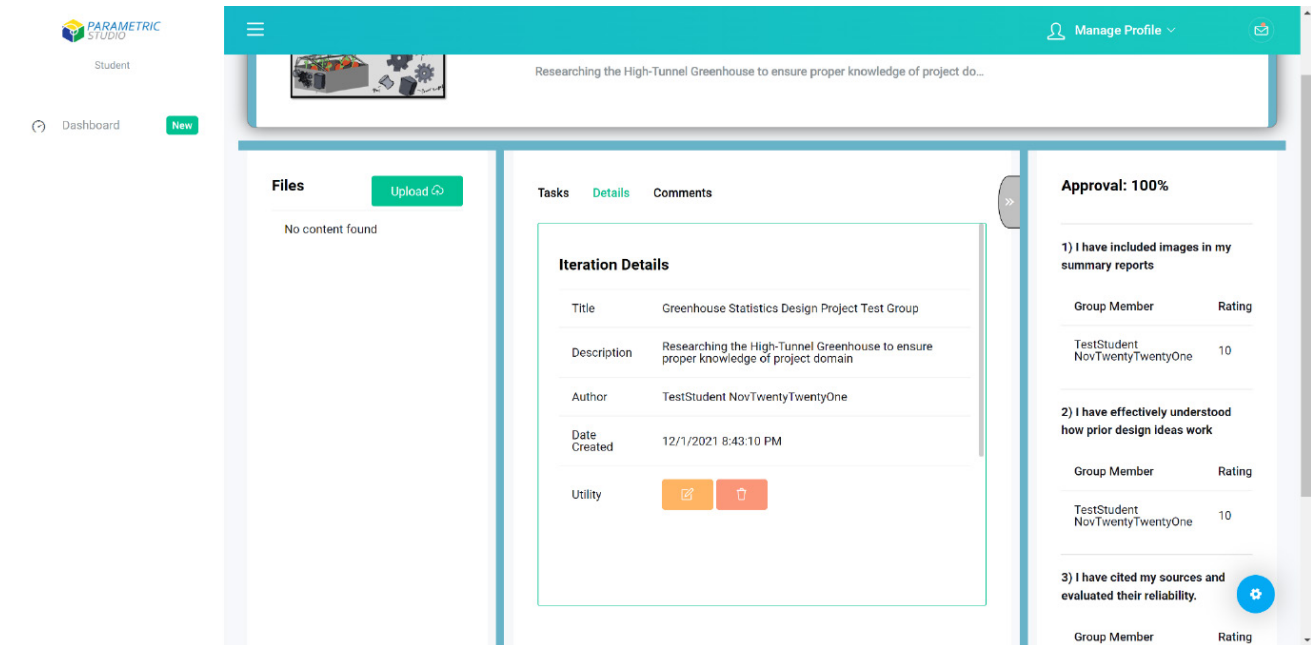 PARAMETRIC
STUDIO
Student
Dashboard New
Manage Profile
Researching the High-Tunnel Greenhouse to ensure proper knowledge of project do...
Files
Upload
No content found
Tasks Details Comments
Iteration Details
Title Greenhouse Statistics Design Project Test Group
Description Researching the High-Tunnel Greenhouse to ensure
proper knowledge of project domain
Author TestStudent NovTwentyTwentyOne
Date
Created 12/1/2021 8:43:10 PM
Utility
Approval: 100%
1) I have included images in my
summary reports
Group Member Rating
TestStudent
NovTwentyTwentyOne 10
2) I have effectively understood
how prior design ideas work
Group Member Rating
TestStudent
NovTwentyTwentyOne 10
3) I have cited my sources and
evaluated their reliability.
Group Member Rating